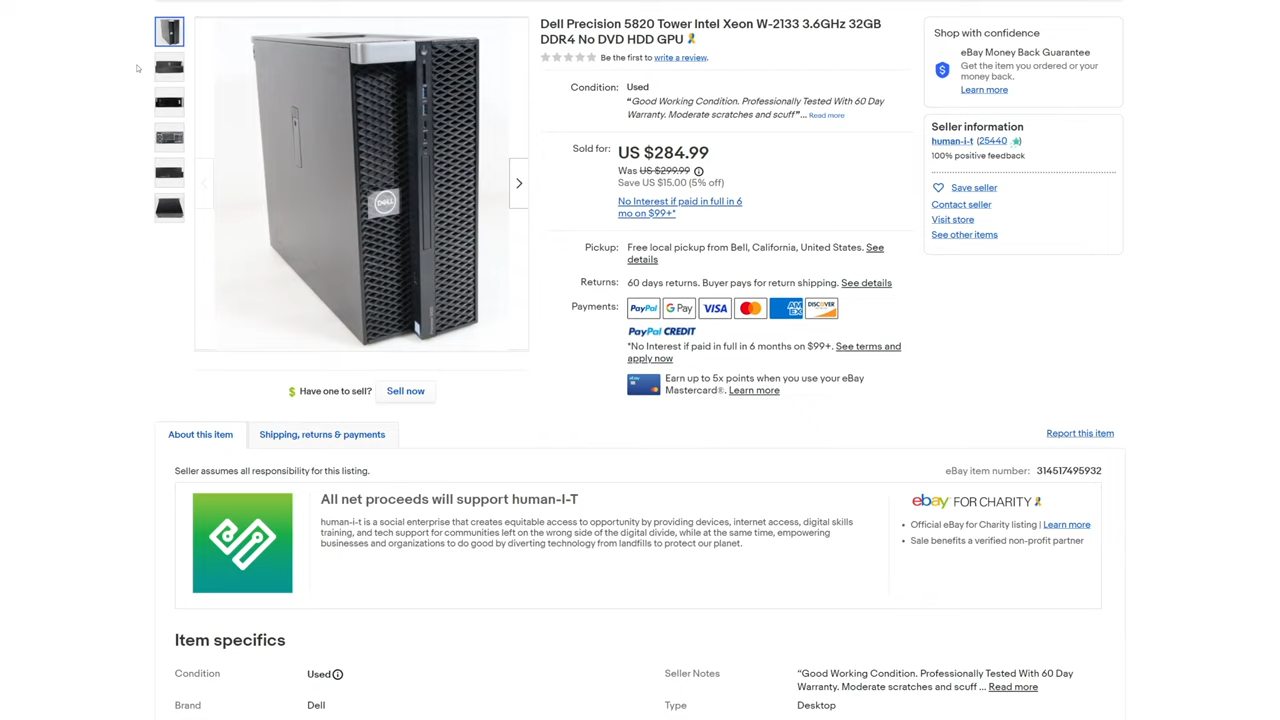 Dell Precision 5820 Tower Intel Xeon W-2133 3.6GHz 32GB
DDR4 No DVD HDD GPU
Be the first to write a review.
Condition: Used
“Good Working Condition. Professionally Tested With 60 Day
Warranty. Moderate scratches and scuff” ... Read more
Sold for: US $284.99
Was US $299.99
Save US $15.00 (5% off)
No Interest if paid in full in 6
mo on $99+*
Pickup: Free local pickup from Bell, California, United States. See
details
Returns: 60 days returns. Buyer pays for return shipping. See details
Payments: PayPal G Pay VISA MasterCard AM EX DISCOVER
PayPal CREDIT
*No Interest if paid in full in 6 months on $99+. See terms and
apply now
Earn up to 5x points when you use your eBay
Mastercard®. Learn more
Shop with confidence
eBay Money Back Guarantee
Get the item you ordered or your
money back.
Learn more
Seller information
human-i-t (25440)
100% positive feedback
Save seller
Contact seller
Visit store
See other items
DELL
Have one to sell? Sell now
About this item
Shipping, returns & payments
Report this item
Seller assumes all responsibility for this listing.
eBay item number: 314517495932
All net proceeds will support human-I-T
human-i-t is a social enterprise that creates equitable access to opportunity by providing devices, internet access, digital skills
training, and tech support for communities left on the wrong side of the digital divide, while at the same time, empowering
businesses and organizations to do good by diverting technology from landfills to protect our planet.
ebay FOR CHARITY
• Official eBay for Charity listing | Learn more
• Sale benefits a verified non-profit partner
Item specifics
Condition Used
Seller Notes “Good Working Condition. Professionally Tested With 60 Day
Warranty. Moderate scratches and scuff ... Read more
Brand Dell
Type Desktop